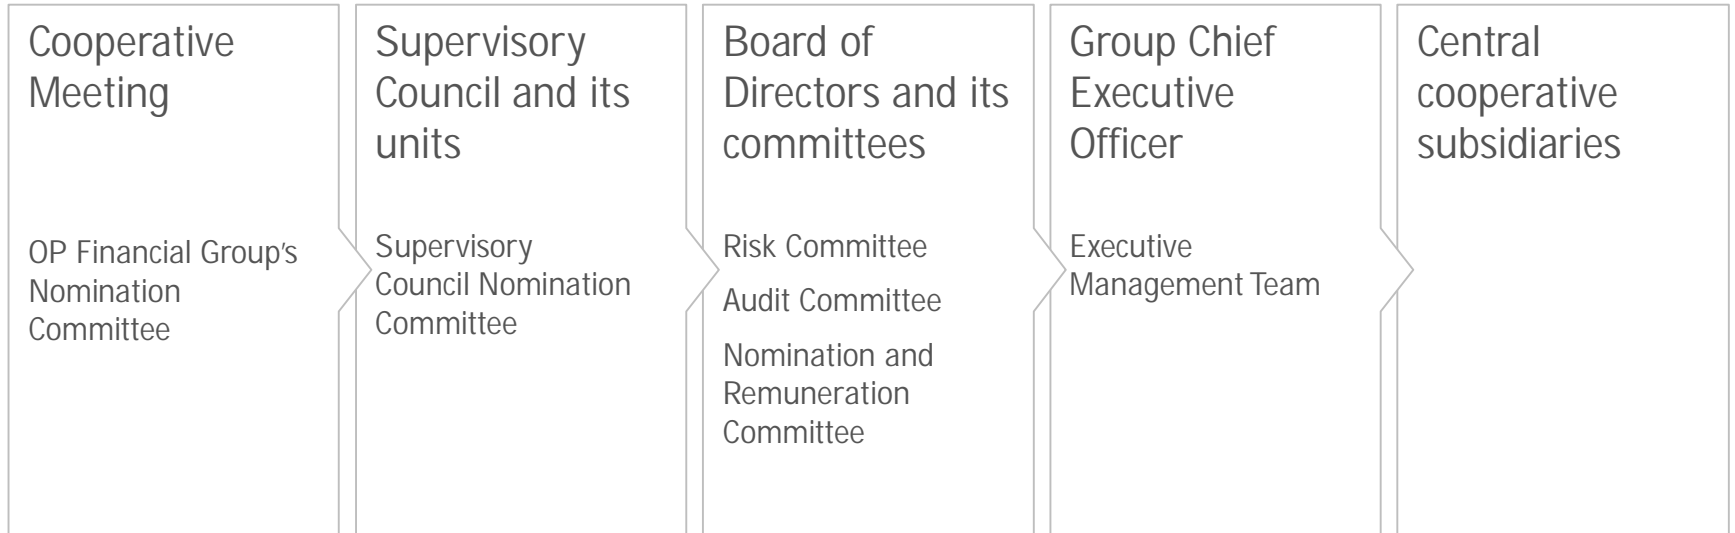 Cooperative
Meeting
OP Financial Group's
Nomination
Committee
Supervisory
Council and its
units
Supervisory
Council Nomination
Committee
Board of
Directors and its
committees
Risk Committee
Audit Committee
Nomination and
Remuneration
Committee
Group Chief
Executive
Officer
Executive
Management Team
Central
cooperative
subsidiaries